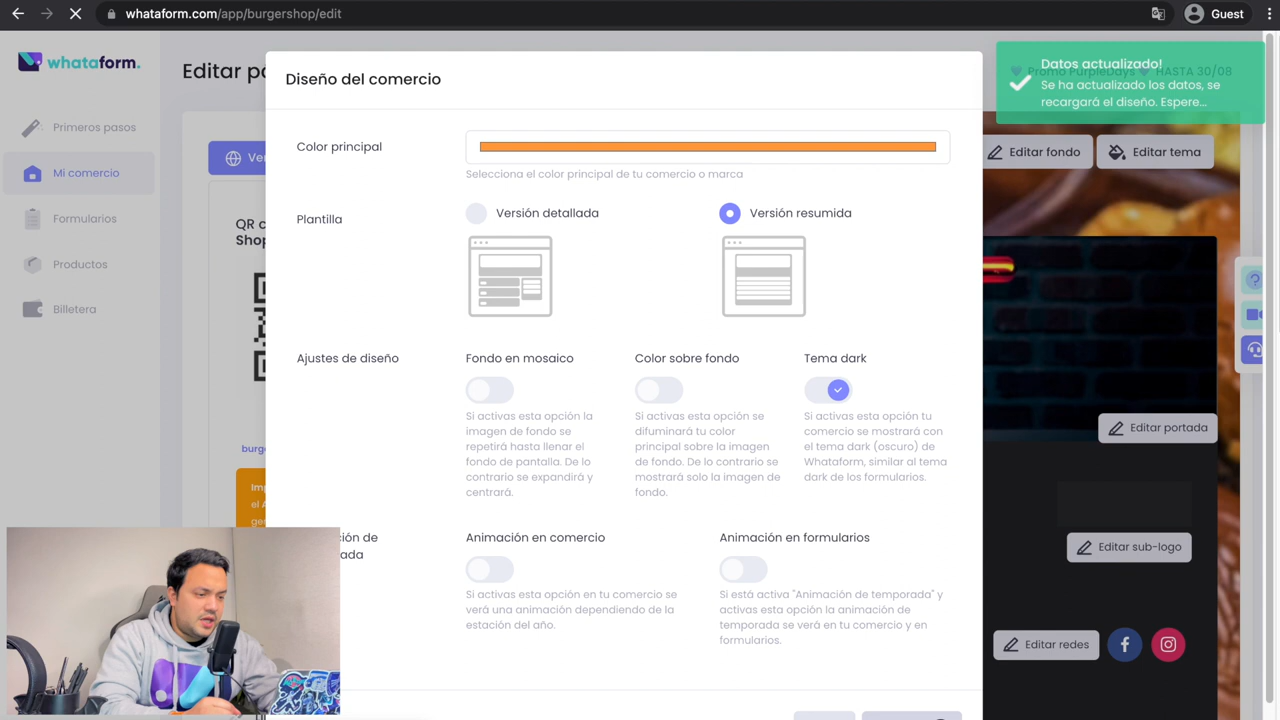 whataform.com/app/burgershop/edit
Guest
whataform.
Editar
Diseño del comercio
Datos actualizado!
Promo PurpleDays
HASTA 30/08
Se ha actualizado los datos, se
recargará el diseño. Espere...
Primeros pasos
Mi comercio
Formularios
Productos
Billetera
Color principal
Selecciona el color principal de tu comercio o marca
Editar fondo
Editar tema
QR
Shop
Plantilla
Versión detallada
Versión resumida
Ajustes de diseño
Fondo en mosaico
Color sobre fondo
Tema dark
Si activas esta opción la
imagen de fondo se
repetirá hasta llenar el
fondo de pantalla. De lo
contrario se expandirá y
centrará.
Si activas esta opción se
difuminará tu color
principal sobre la imagen
de fondo. De lo contrario se
mostrará solo la imagen de
fondo.
Si activas esta opción tu
comercio se mostrará con
el tema dark (oscuro) de
Whataform, similar al tema
dark de los formularios.
Editar portada
el
Animación en comercio
Animación en formularios
ión de
ada
Si activas esta opción en tu comercio se
verá una animación dependiendo de la
estación del año.
Si está activa "Animación de temporada" y
activas esta opción la animación de
temporada se verá en tu comercio y en
formularios.
Editar sub-logo
Editar redes